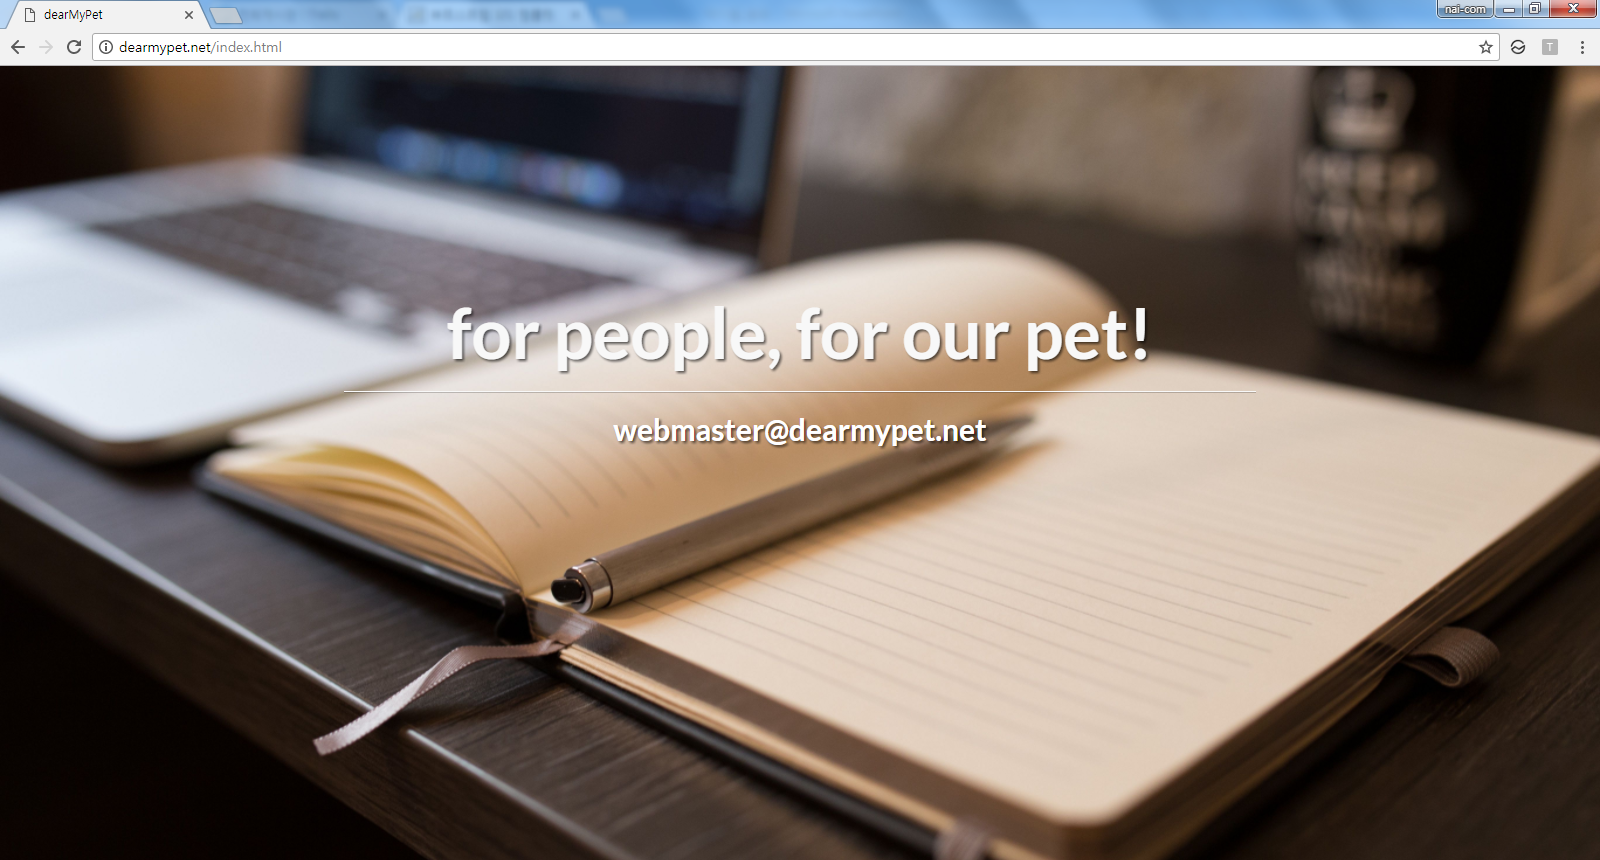 dearMyPet
nai-com
dearmypet.net/index.html
T
for people, for our pet!
webmaster@dearmypet.net